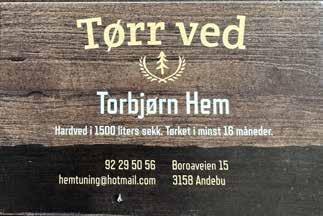 Tørr ved
Torbjørn Hem
Hardved i 1500 liters sekk. Tørket i minst 16 måneder.
92 29 50 56 Boroaveien 15
hemtuning@hotmail.com 3158 Andebu